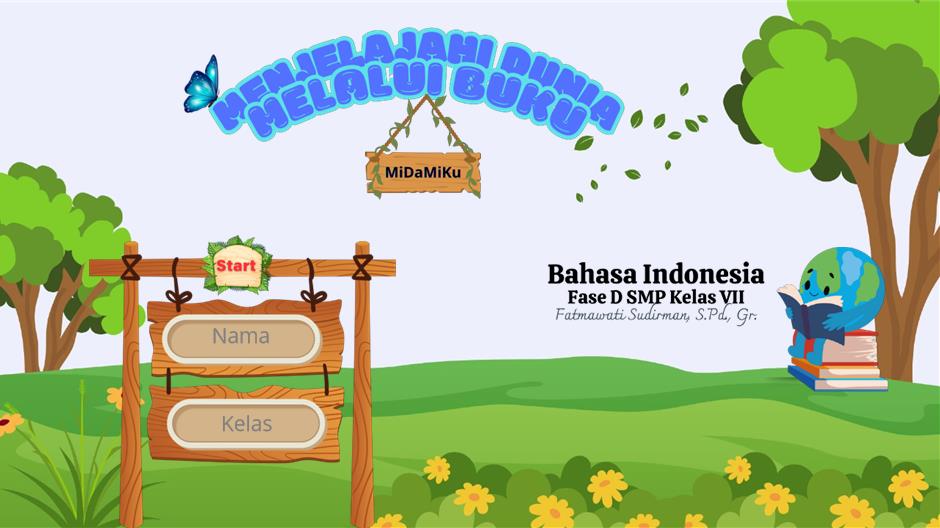 MENJELAJAHI DUNIA
MELALUI BUKU
MiDaMiKu
Start
Nama
Kelas
Bahasa Indonesia
Fase D SMP Kelas VII
Fatmawati Sudirman, S.Pd., Gr.